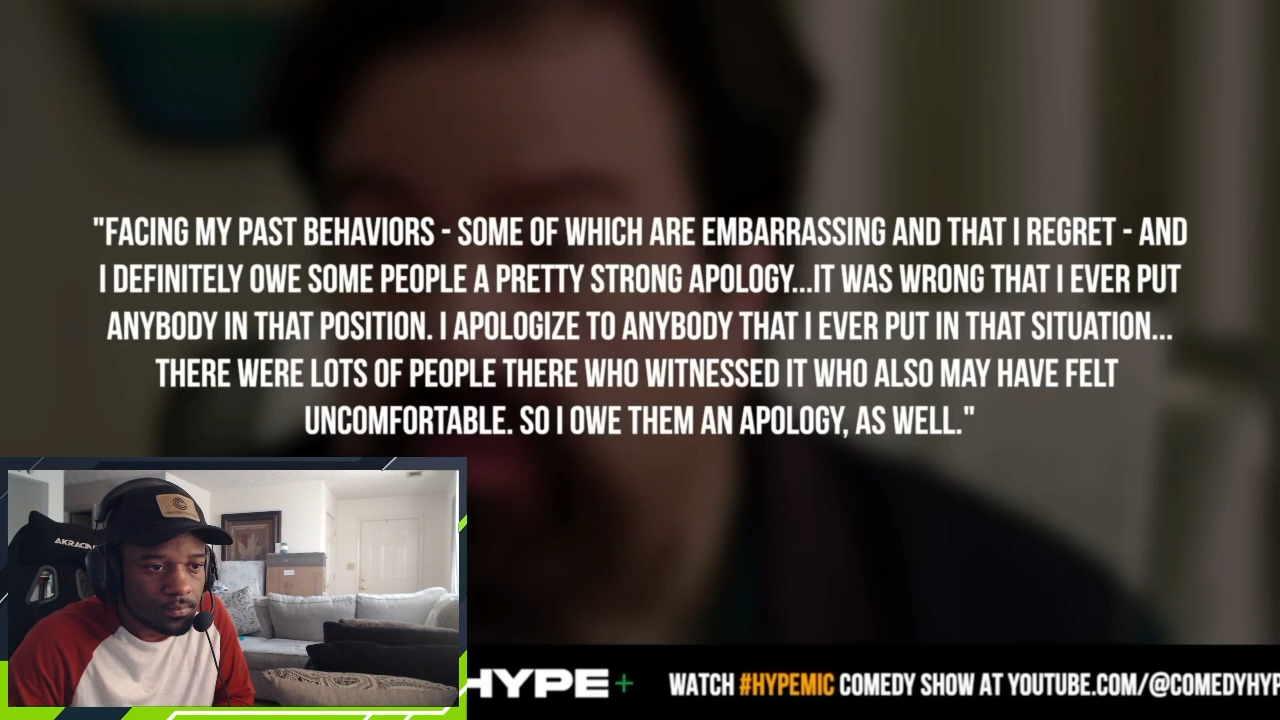 "FACING MY PAST BEHAVIORS - SOME OF WHICH ARE EMBARRASSING AND THAT I REGRET - AND
I DEFINITELY OWE SOME PEOPLE A PRETTY STRONG APOLOGY...IT WAS WRONG THAT I EVER PUT
ANYBODY IN THAT POSITION. I APOLOGIZE TO ANYBODY THAT I EVER PUT IN THAT SITUATION...
THERE WERE LOTS OF PEOPLE THERE WHO WITNESSED IT WHO ALSO MAY HAVE FELT
UNCOMFORTABLE. SO I OWE THEM AN APOLOGY, AS WELL."
AKRACIN
HYPE+
WATCH #HYPEMIC COMEDY SHOW AT YOUTUBE.COM/@COMEDYHYP